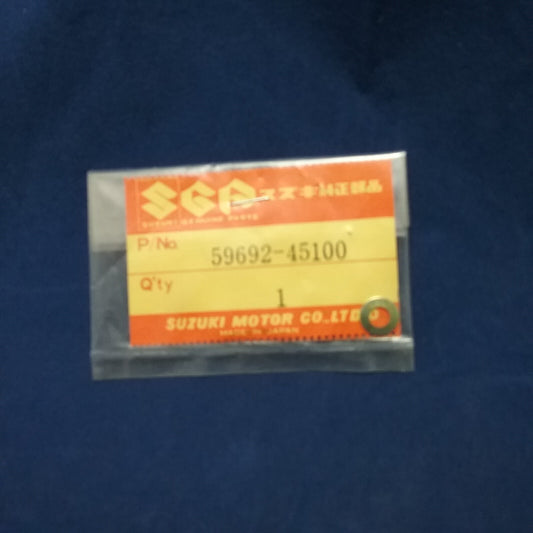 SGP スズキ純正部品
SUZUKI GENUINE PARTS
P/No. 59692-45100
Q'ty 1
SUZUKI MOTOR CO.,LTD.
MADE IN JAPAN